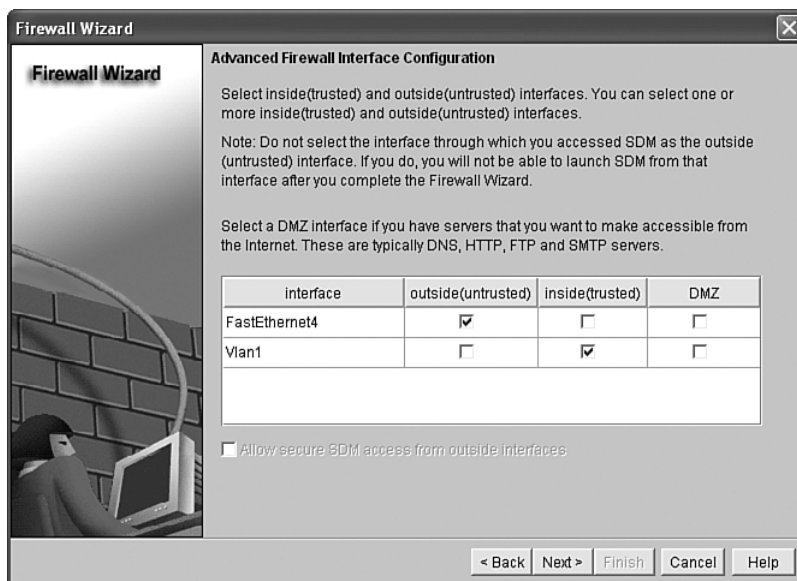 Firewall Wizard
Firewall Wizard
Advanced Firewall Interface Configuration
Select inside(trusted) and outside(untrusted) interfaces. You can select one or
more inside(trusted) and outside(untrusted) interfaces.
Note: Do not select the interface through which you accessed SDM as the outside
(untrusted) interface. If you do, you will not be able to launch SDM from that
interface after you complete the Firewall Wizard.
Select a DMZ interface if you have servers that you want to make accessible from
the Internet. These are typically DNS, HTTP, FTP and SMTP servers.
interface outside(untrusted) inside(trusted) DMZ
FastEthernet4
Vlan1
Allow secure SDM access from outside interfaces
< Back Next > Finish Cancel Help